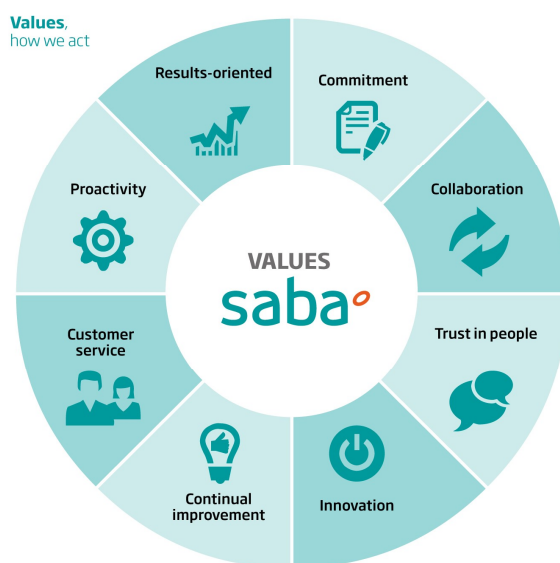 Values,
how we act
Results-oriented
Commitment
Proactivity
Collaboration
VALUES
saba
Customer
service
Trust in people
Continual
improvement
Innovation